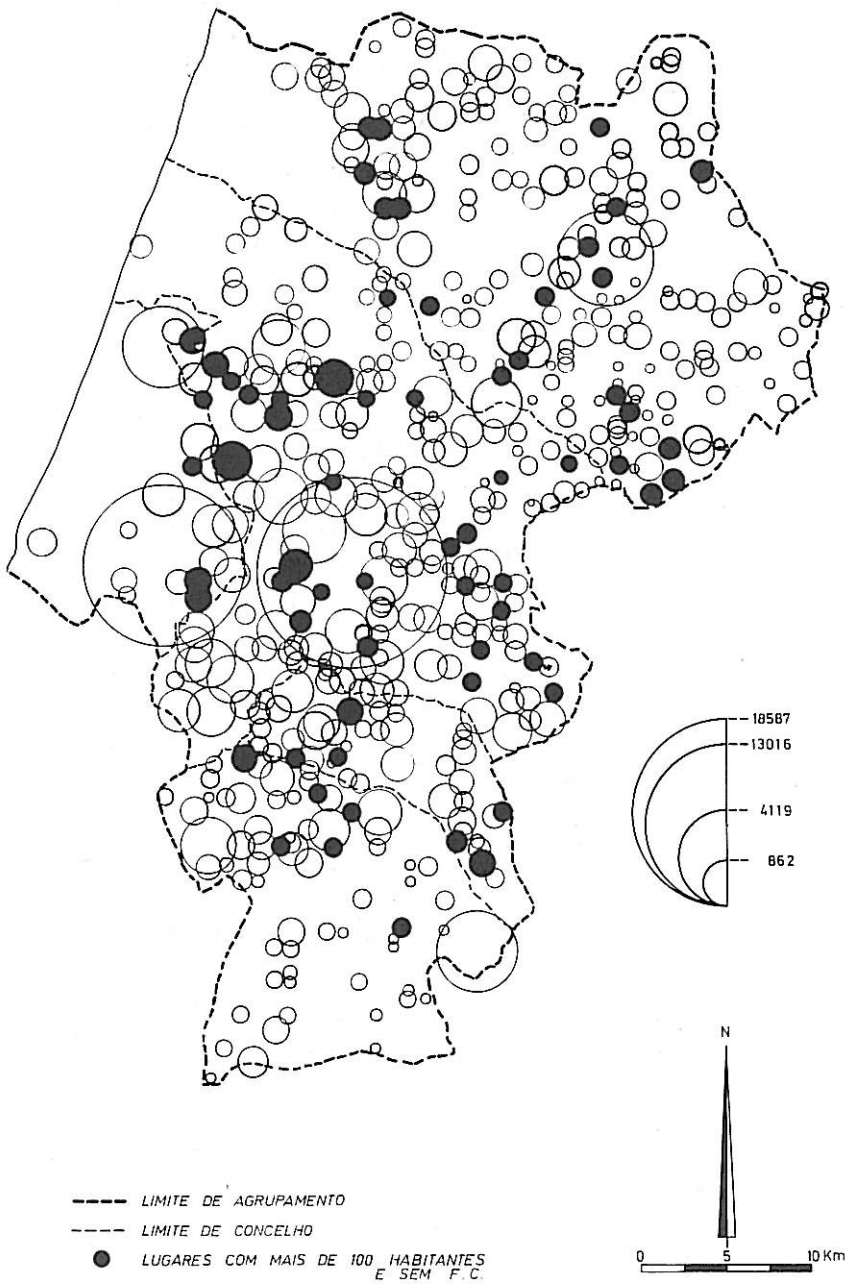 18587
13016
4119
862
N
LIMITE DE AGRUPAMENTO
LIMITE DE CONCELHO
LUGARES COM MAIS DE 100 HABITANTES
E SEM F.C.
0 5 10 Km